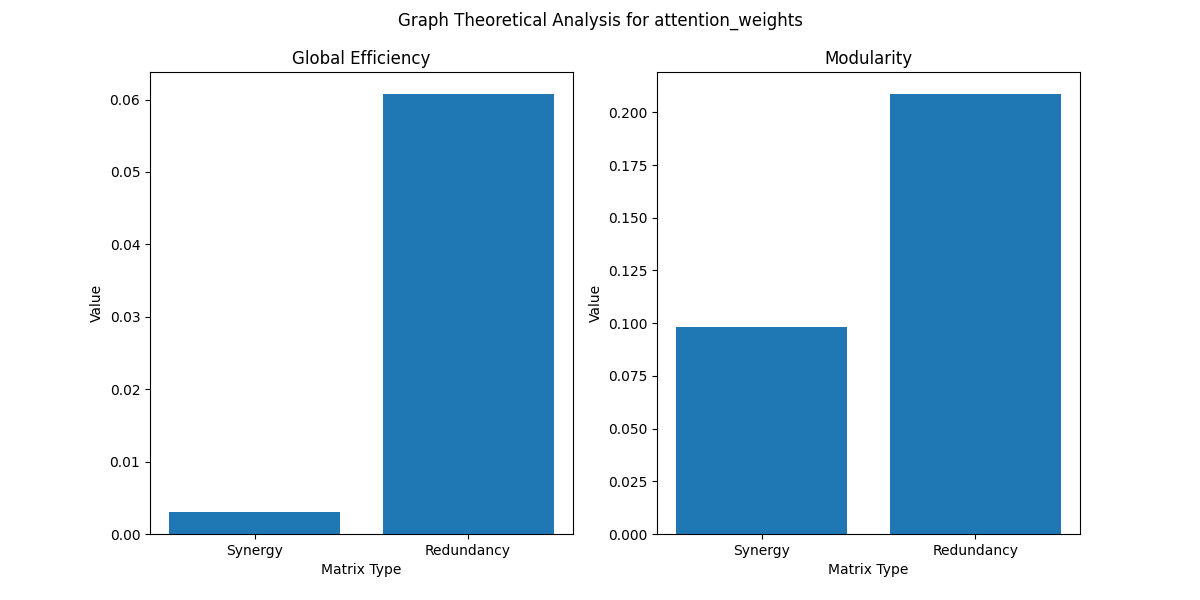 Graph Theoretical Analysis for attention_weights
Global Efficiency
Value
0.06
0.05
0.04
0.03
0.02
0.01
0.00
Synergy
Redundancy
Matrix Type
Modularity
Value
0.200
0.175
0.150
0.125
0.100
0.075
0.050
0.025
0.000
Synergy
Redundancy
Matrix Type